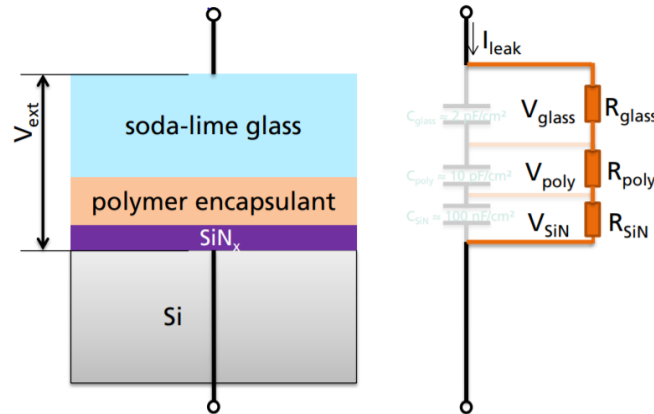 V_ext
soda-lime glass
polymer encapsulant
SiN_x
Si
I_leak
C_glass ≈ 2 pF/cm²
V_glass
R_glass
C_poly ≈ 10 pF/cm²
V_poly
R_poly
C_SiN ≈ 100 nF/cm²
V_SiN
R_SiN